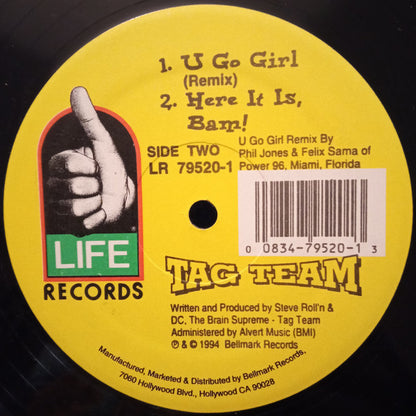 1. U Go Girl
(Remix)
2. Here It Is,
Bam!
SIDE TWO
LR 79520-1
U Go Girl Remix By
Phil Jones & Felix Sama of
Power 96, Miami, Florida
0 0834-79520-1 3
®
LIFE
RECORDS
TAG TEAM
Written and Produced by Steve Roll'n &
DC. The Brain Supreme - Tag Team
Administered by Alvert Music (BMI)
℗ & © 1994 Bellmark Records
Manufactured, Marketed & Distributed by Bellmark Records,
7060 Hollywood Blvd., Hollywood CA 90028